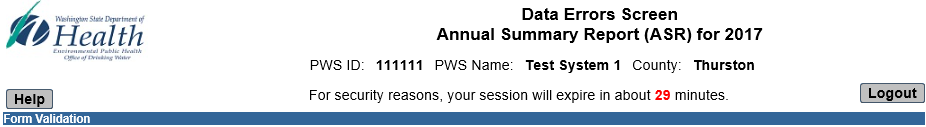 Washington State Department of
Health
Environmental Public Health
Office of Drinking Water
Data Errors Screen
Annual Summary Report (ASR) for 2017
PWS ID: 111111 PWS Name: Test System 1 County: Thurston
Help
For security reasons, your session will expire in about 29 minutes.
Logout
Form Validation